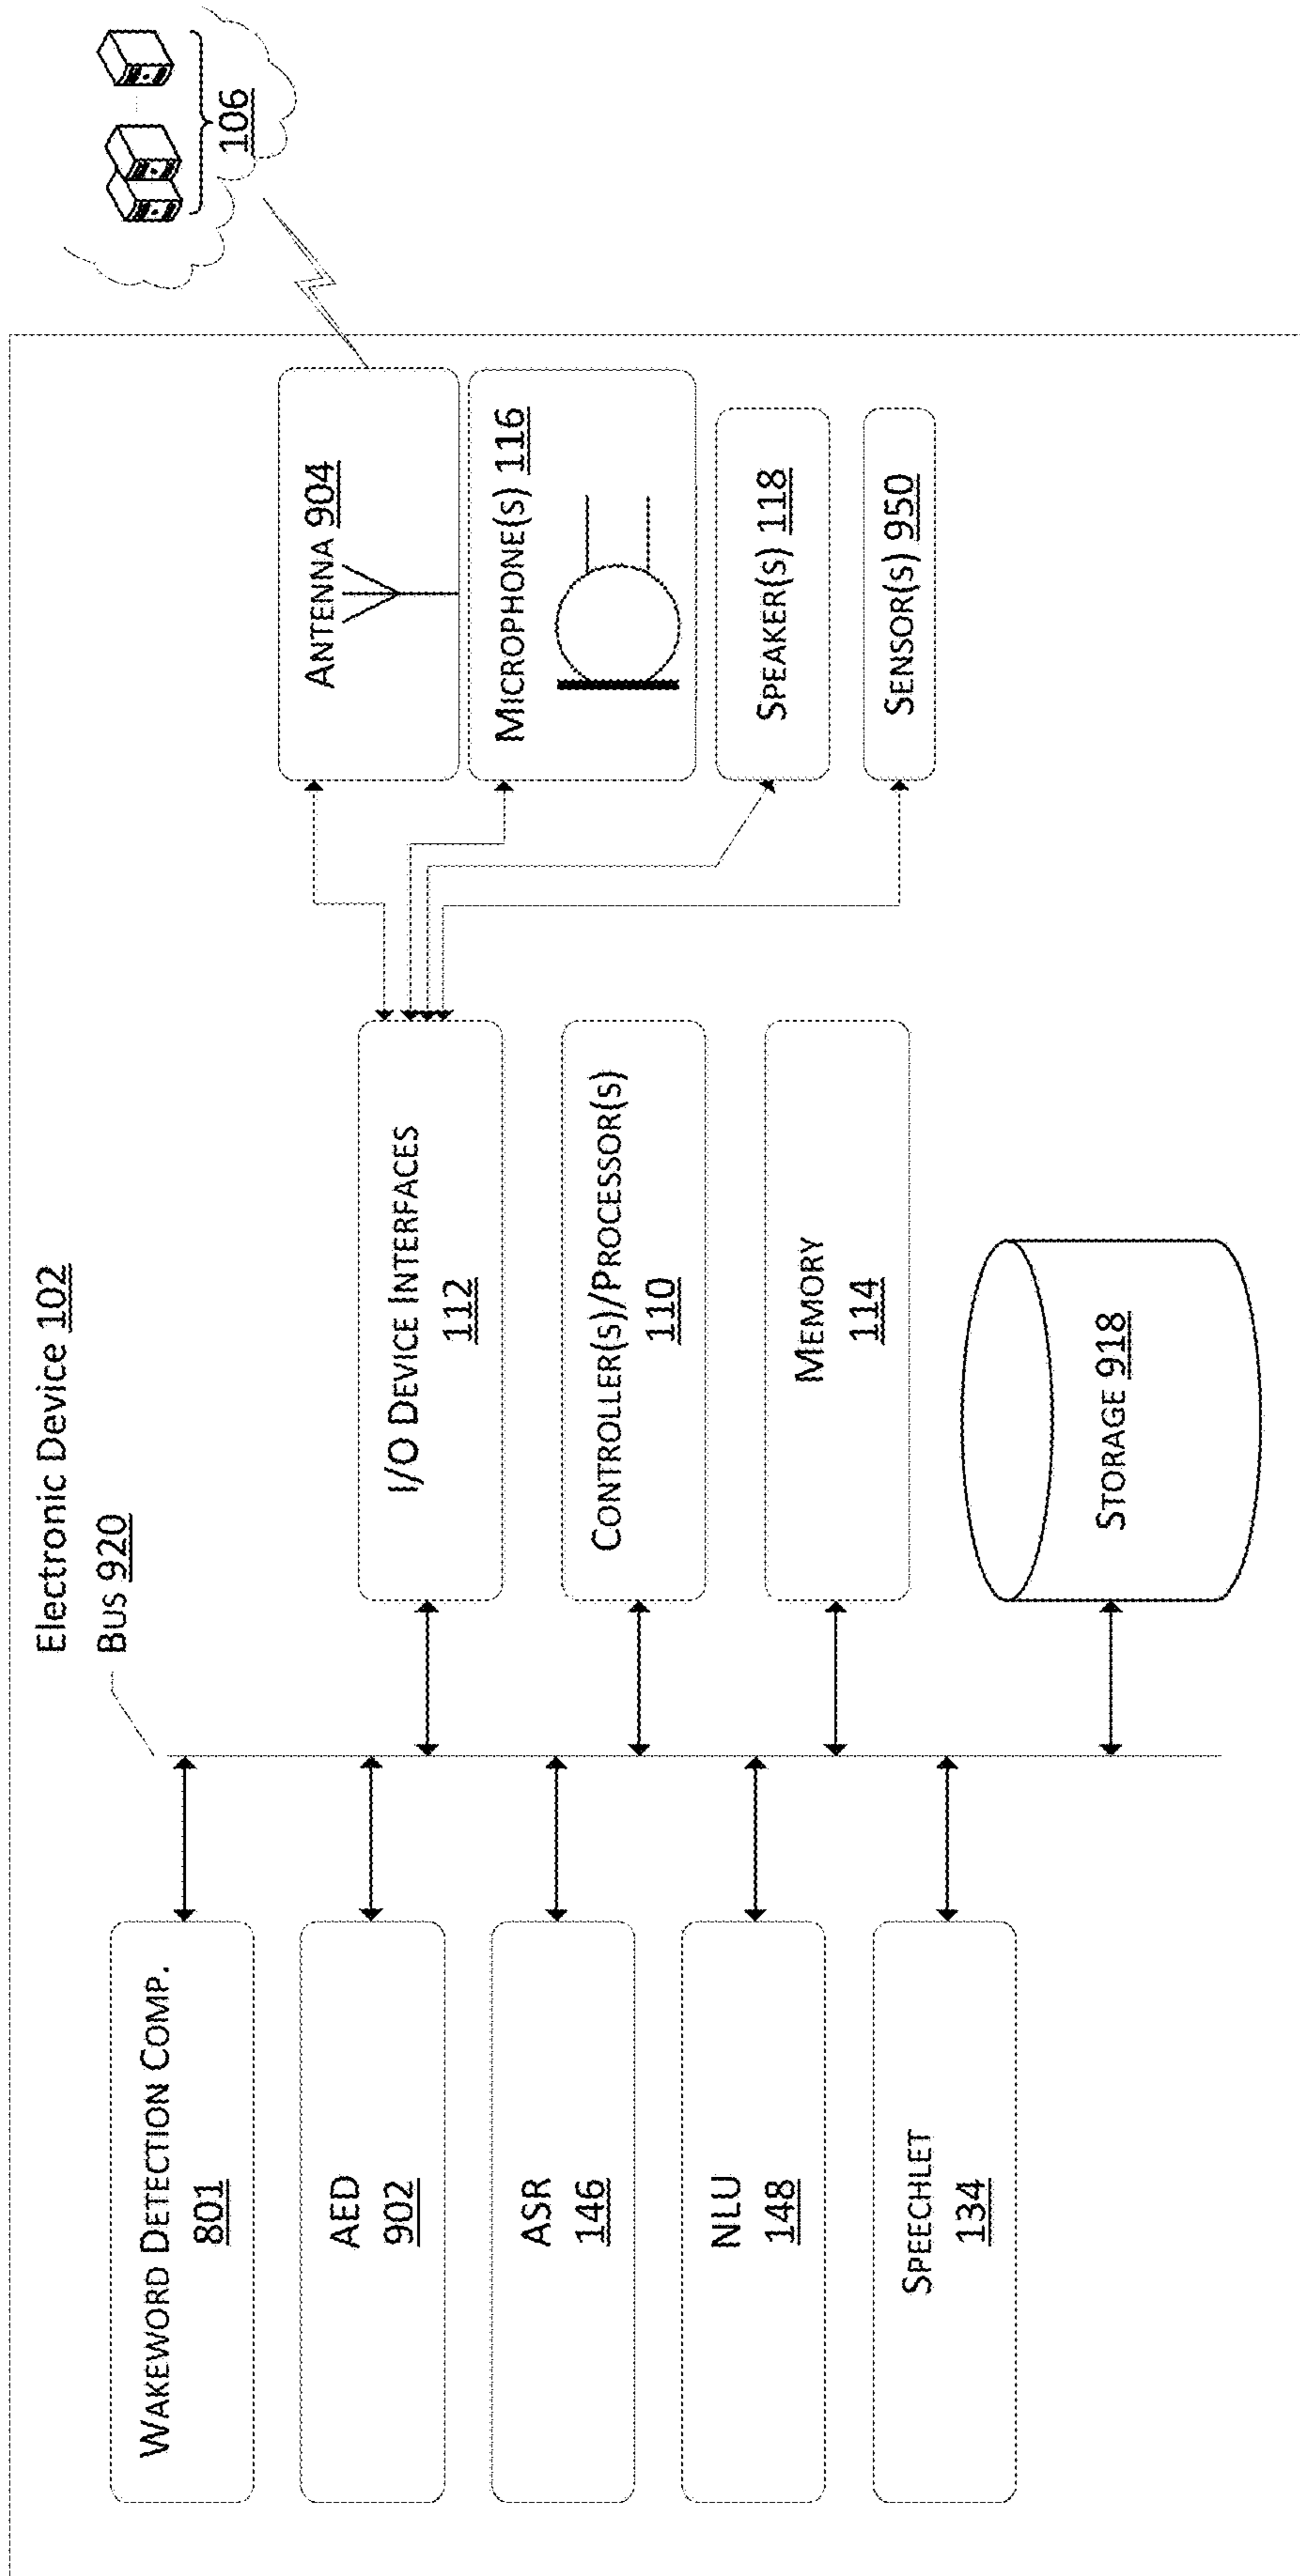 Electronic Device 102
Bus 920
Wakeword Detection Comp.
801
AED
902
ASR
146
NLU
148
Speechlet
134
I/O Device Interfaces
112
Controller(s)/Processor(s)
110
Memory
114
Storage 918
Antenna 904
Microphone(s) 116
Speaker(s) 118
Sensor(s) 950
106